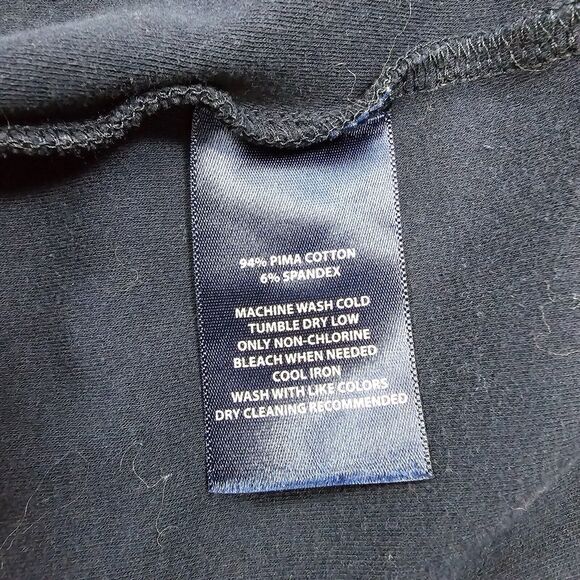 94% PIMA COTTON
6% SPANDEX
MACHINE WASH COLD
TUMBLE DRY LOW
ONLY NON-CHLORINE
BLEACH WHEN NEEDED
COOL IRON
WASH WITH LIKE COLORS
DRY CLEANING RECOMMENDED